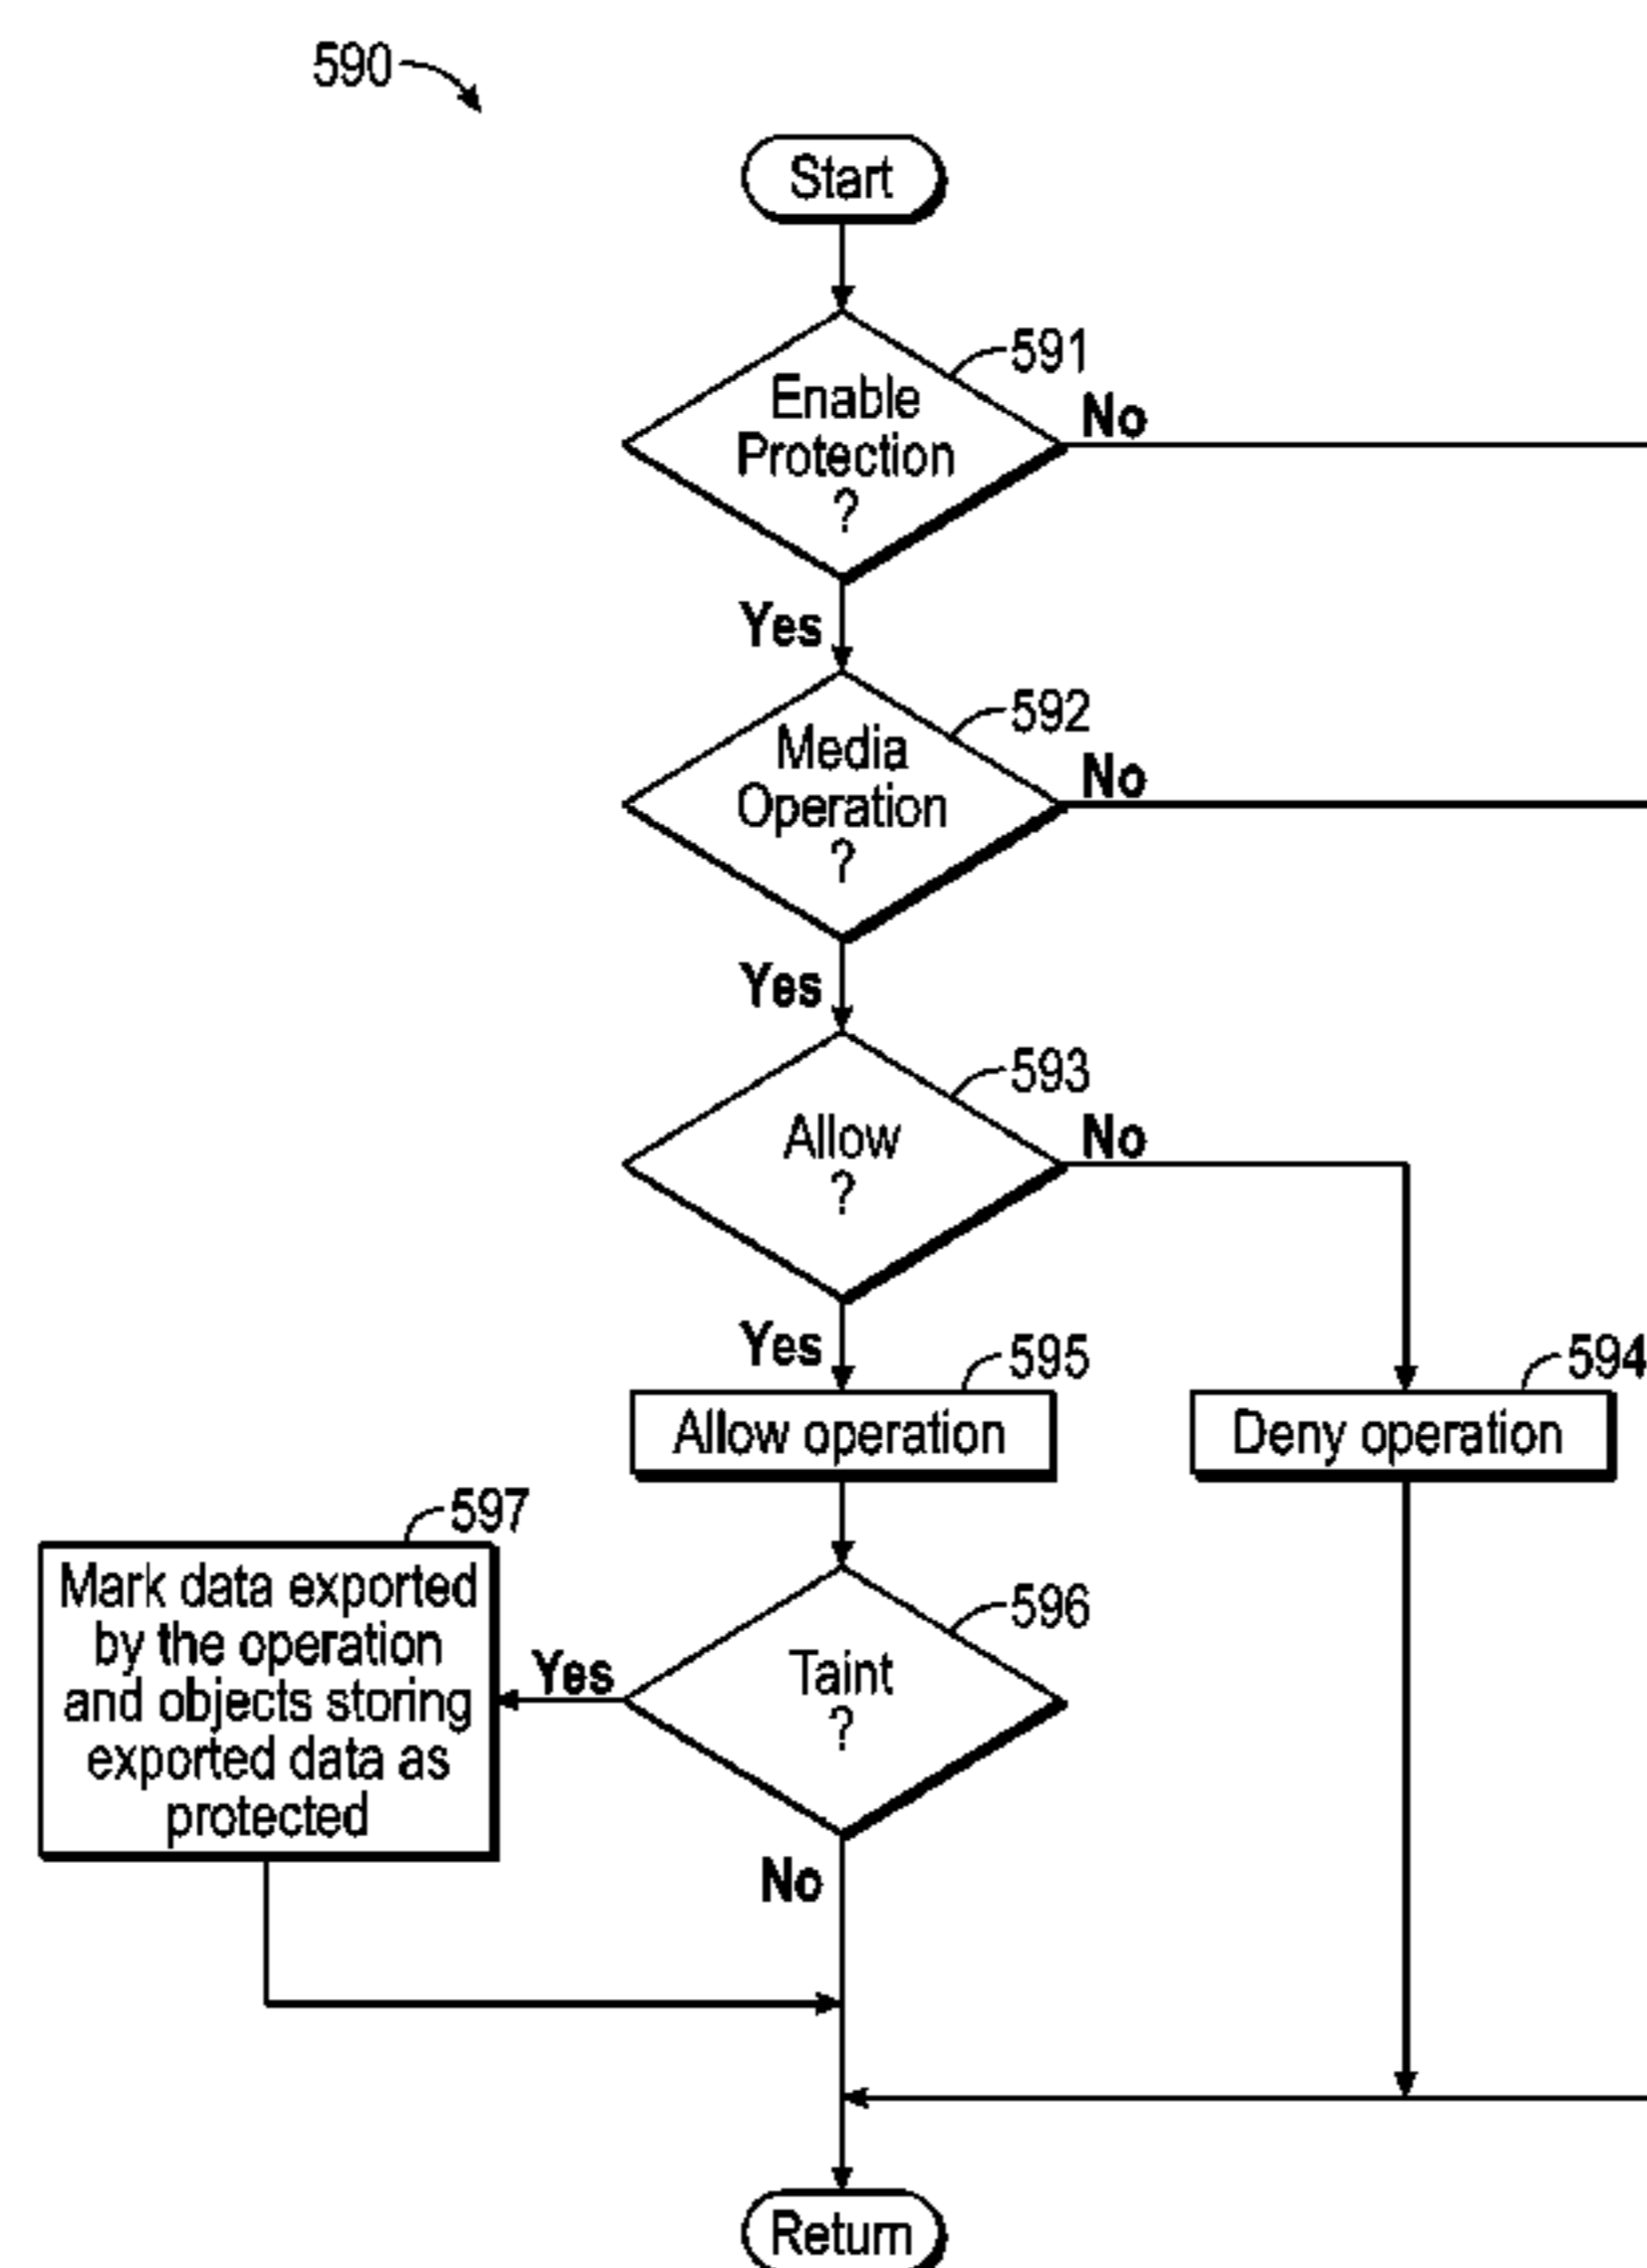 590
Start
591
Enable
Protection
?
No
Yes
592
Media
Operation
?
No
Yes
593
Allow
?
No
Yes
595
Allow operation
594
Deny operation
597
Mark data exported
by the operation
and objects storing
exported data as
protected
Yes
596
Taint
?
No
Return